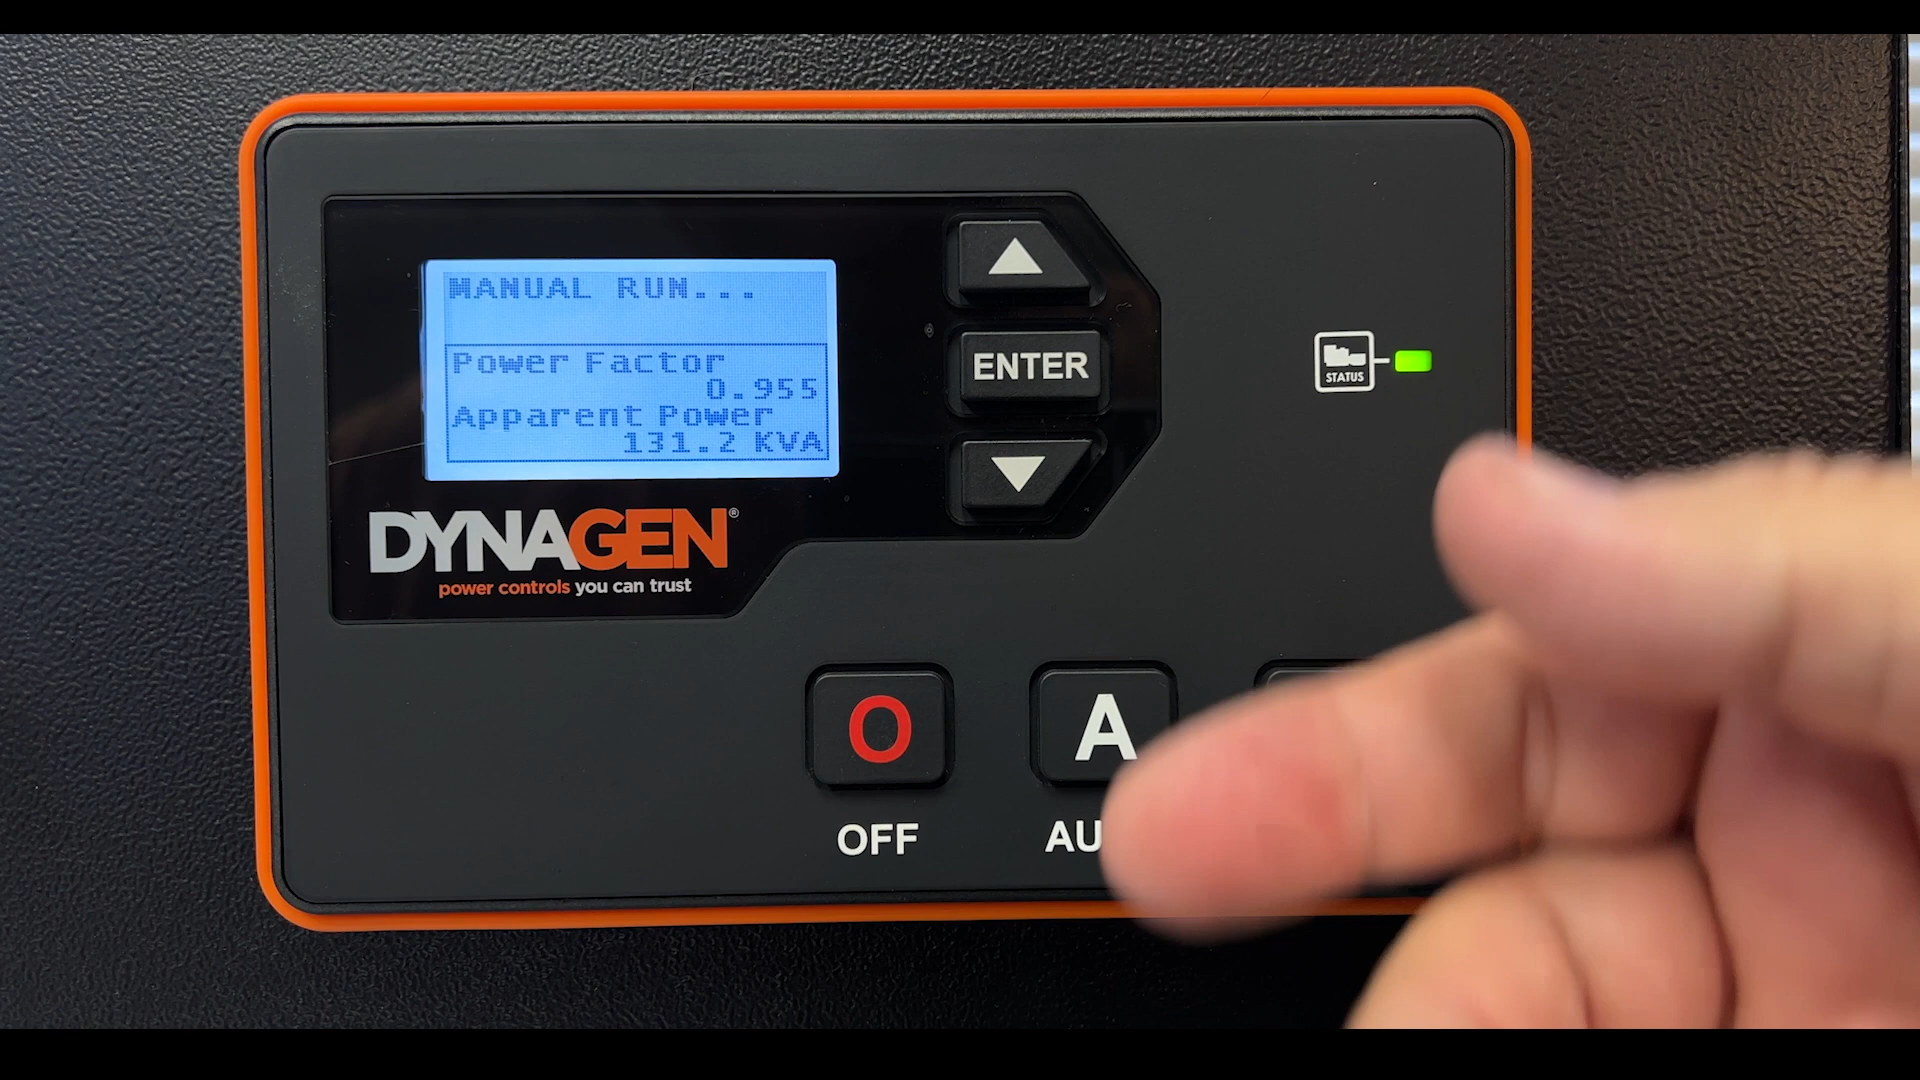 MANUAL RUN...
Power Factor
0.955
Apparent Power
131.2 KVA
ENTER
STATUS
DYNAGEN®
power controls you can trust
O
A
OFF
AU